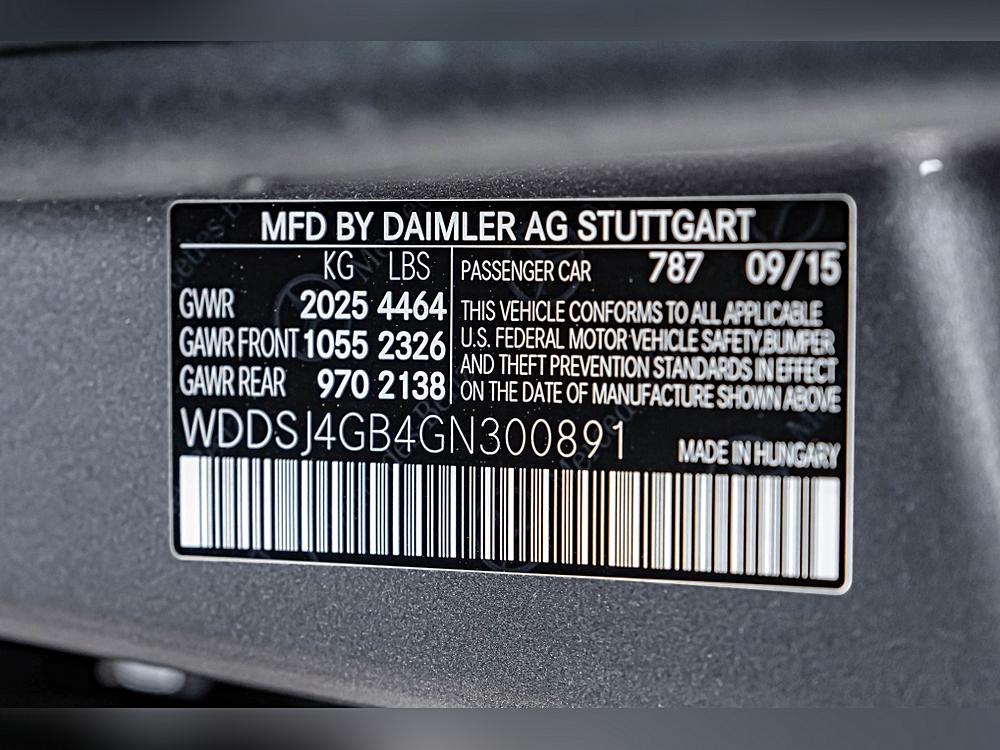 MFD BY DAIMLER AG STUTTGART
KG LBS
GVWR 2025 4464
GAWR FRONT 1055 2326
GAWR REAR 970 2138
PASSENGER CAR 787 09/15
THIS VEHICLE CONFORMS TO ALL APPLICABLE
U.S. FEDERAL MOTOR VEHICLE SAFETY, BUMPER
AND THEFT PREVENTION STANDARDS IN EFFECT
ON THE DATE OF MANUFACTURE SHOWN ABOVE
WDDSJ4GB4GN300891
MADE IN HUNGARY